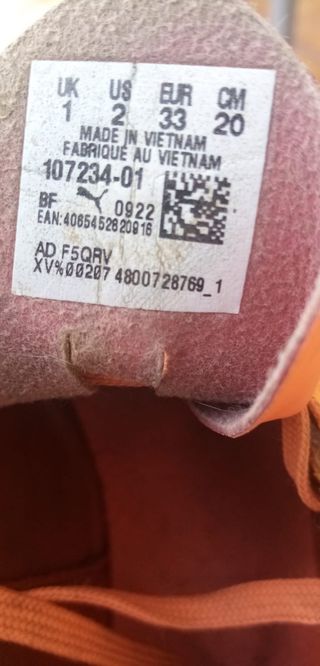 UK US EUR CM
1 2 33 20
MADE IN VIETNAM
FABRIQUE AU VIETNAM
107234-01
BF 0922
EAN:4065452620916
AD F5QRV
XV%00207 4800728769_1